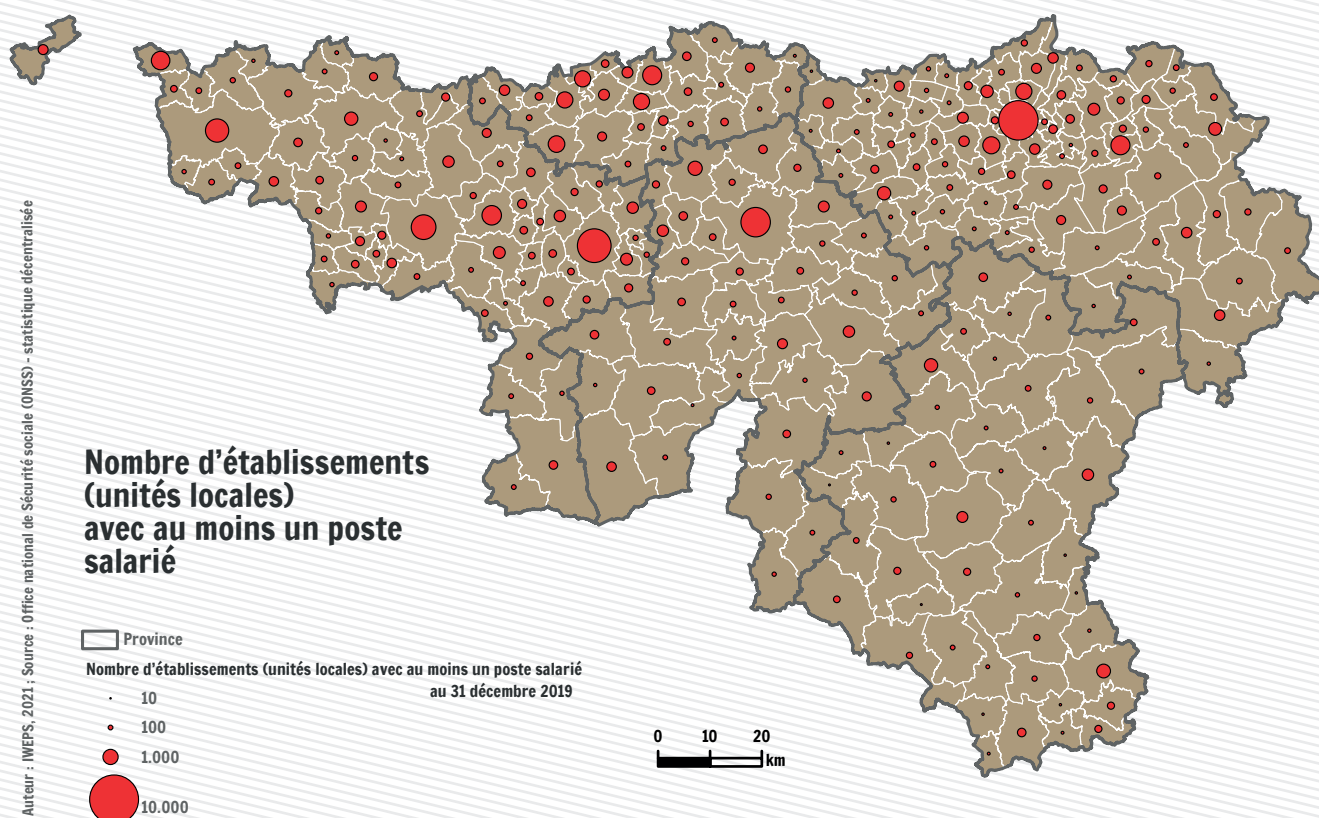 Nombre d’établissements
(unités locales)
avec au moins un poste
salarié
Province
Nombre d’établissements (unités locales) avec au moins un poste salarié
au 31 décembre 2019
10
100
1.000
10.000
0 10 20
km
Auteur : IWEPS, 2021 ; Source : Office national de Sécurité sociale (ONSS) - statistique décentralisée